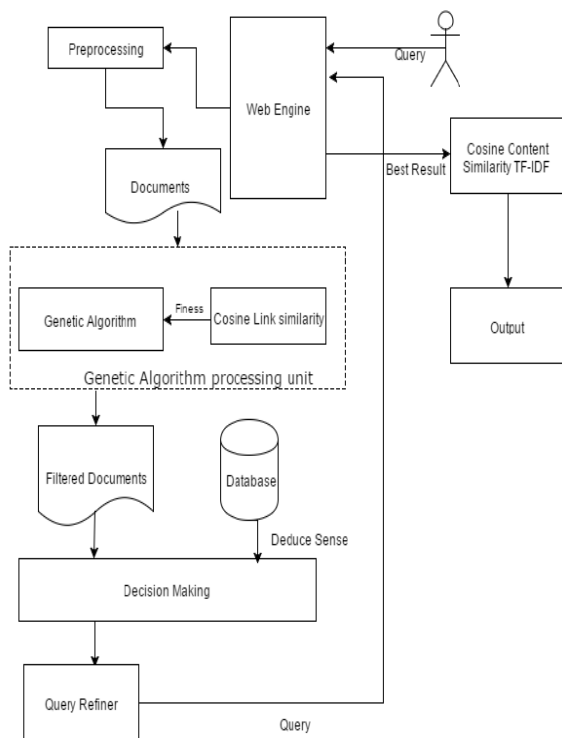 Preprocessing
Query
Web Engine
Cosine Content
Similarity TF-IDF
Best Result
Documents
Finess
Genetic Algorithm
Cosine Link similarity
Output
Genetic Algorithm processing unit
Filtered Documents
Database
Deduce Sense
Decision Making
Query Refiner
Query